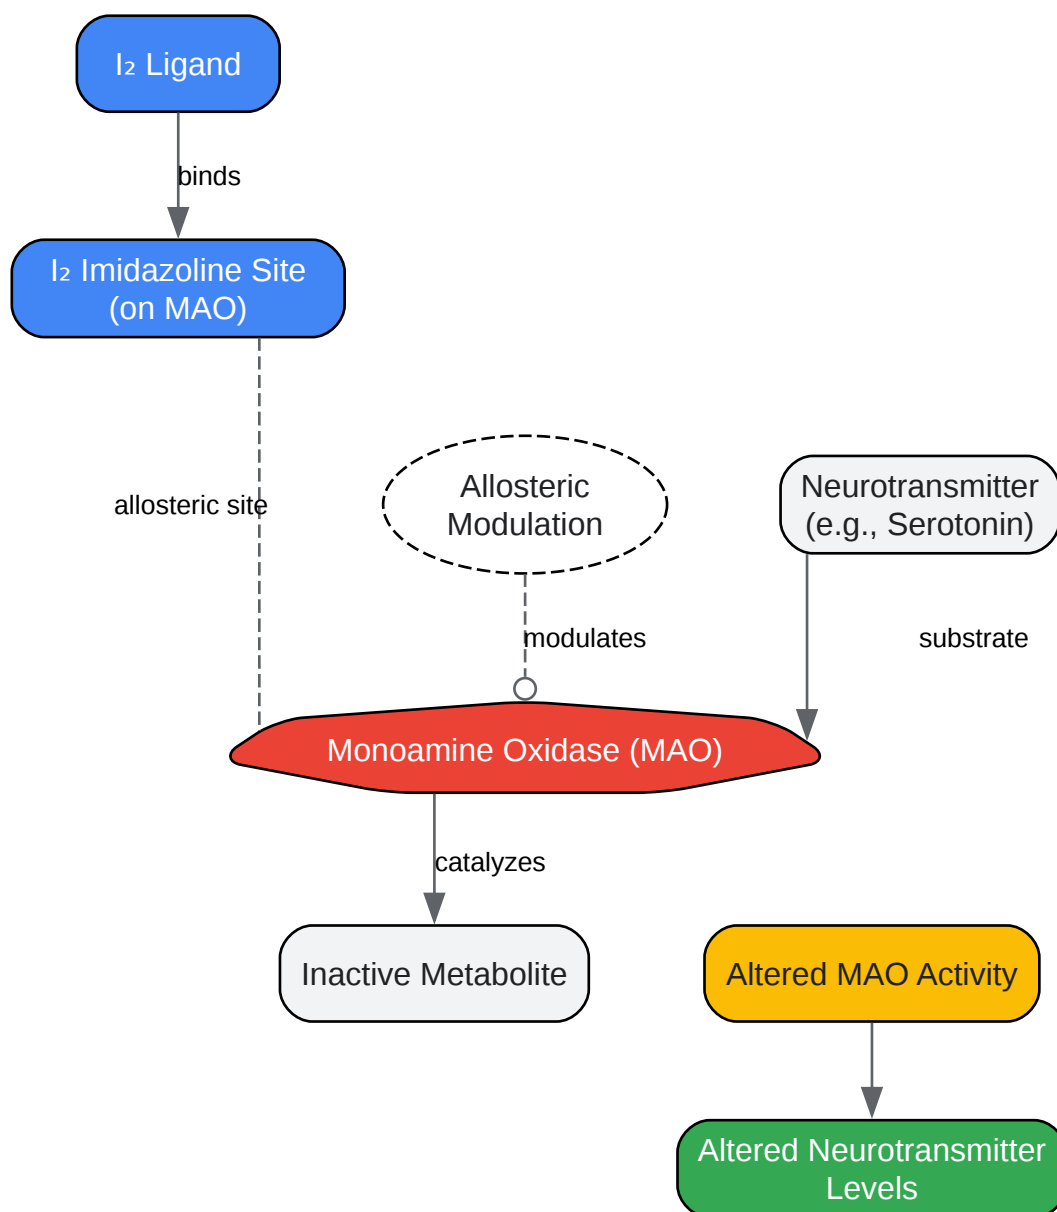 I₂ Ligand
binds
I₂ Imidazoline Site
(on MAO)
allosteric site
Allosteric
Modulation
Neurotransmitter
(e.g., Serotonin)
modulates
substrate
Monoamine Oxidase (MAO)
catalyzes
Inactive Metabolite
Altered MAO Activity
Altered Neurotransmitter
Levels